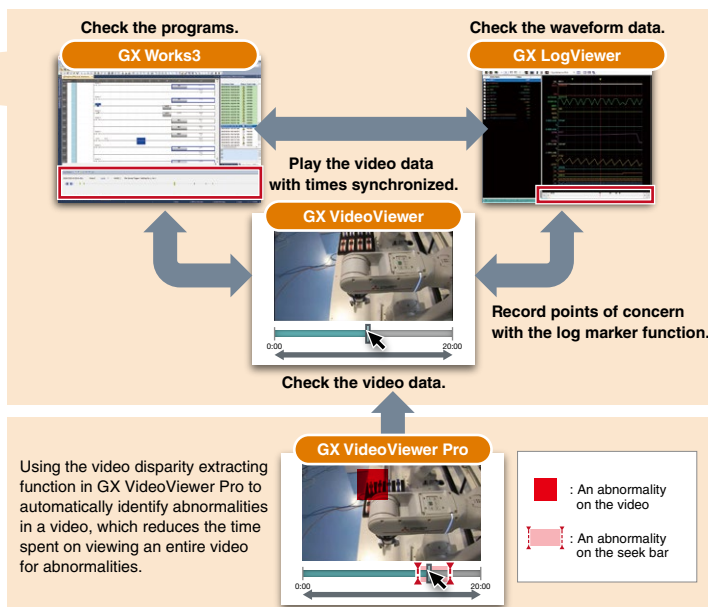 Check the programs.
GX Works3
Check the waveform data.
GX LogViewer
Play the video data
with times synchronized.
GX VideoViewer
0:00
20:00
Record points of concern
with the log marker function.
Check the video data.
Using the video disparity extracting
function in GX VideoViewer Pro to
automatically identify abnormalities
in a video, which reduces the time
spent on viewing an entire video
for abnormalities.
GX VideoViewer Pro
0:00
20:00
: An abnormality
on the video
: An abnormality
on the seek bar